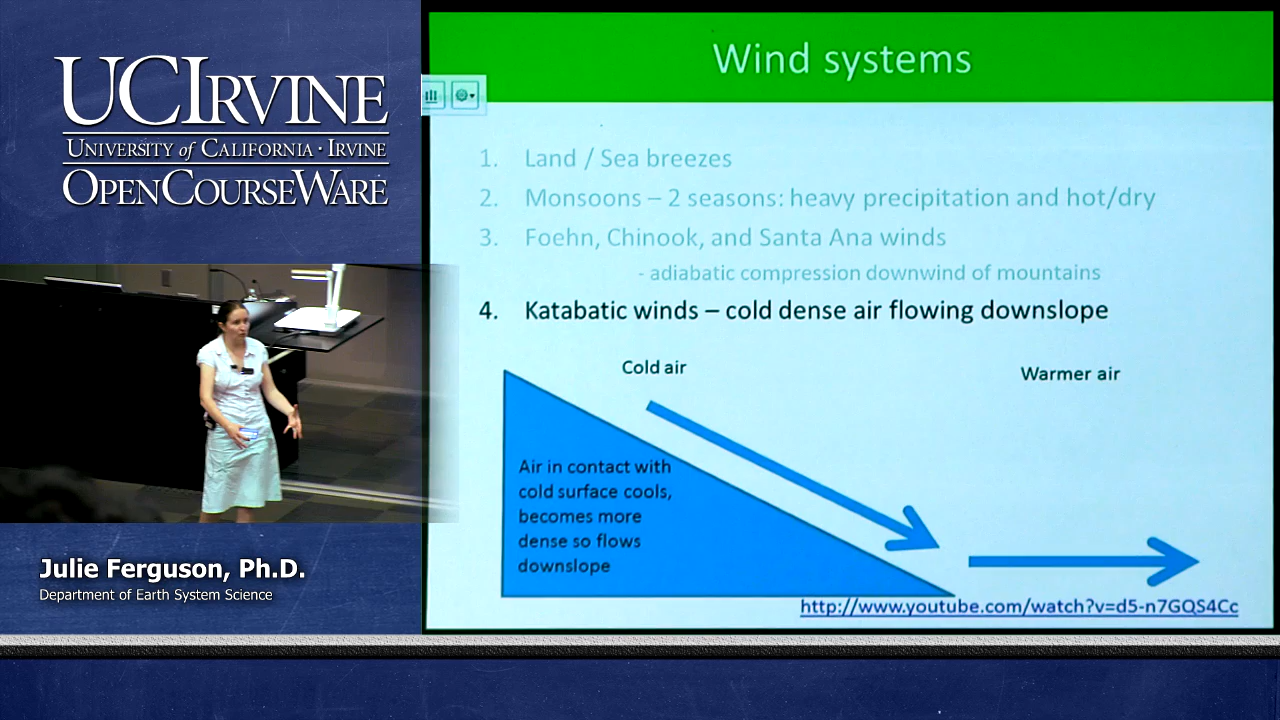 UCIRVINE
UNIVERSITY of CALIFORNIA · IRVINE
OPENCOURSEWARE
Wind systems
1. Land / Sea breezes
2. Monsoons – 2 seasons: heavy precipitation and hot/dry
3. Foehn, Chinook, and Santa Ana winds
- adiabatic compression downwind of mountains
4. Katabatic winds – cold dense air flowing downslope
Cold air
Warmer air
Air in contact with
cold surface cools,
becomes more
dense so flows
downslope
http://www.youtube.com/watch?v=d5-n7GQS4Cc
Julie Ferguson, Ph.D.
Department of Earth System Science